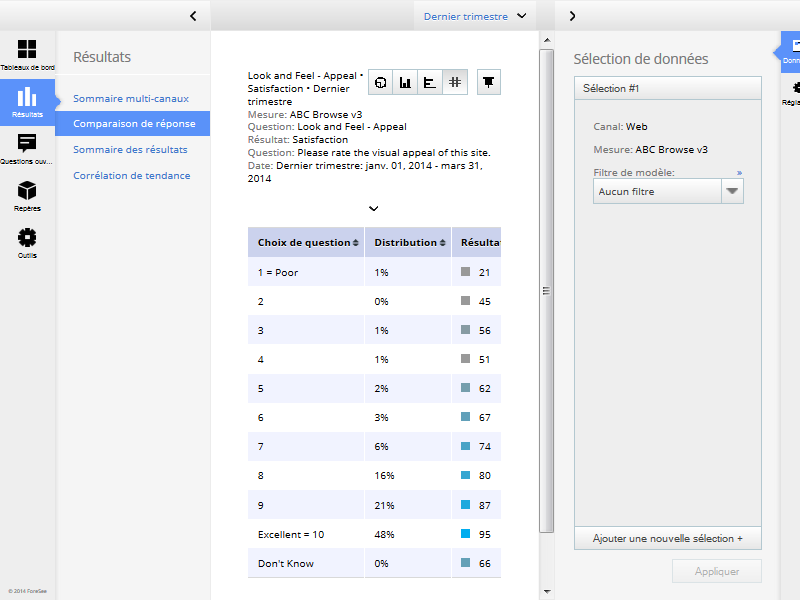 Dernier trimestre
Tableaux de bord
Résultats
Questions ouv...
Repères
Outils
© 2014 ForeSee
Résultats
Sommaire multi-canaux
Comparaison de réponse
Sommaire des résultats
Corrélation de tendance
Look and Feel - Appeal •
Satisfaction • Dernier
trimestre
Mesure: ABC Browse v3
Question: Look and Feel - Appeal
Résultat: Satisfaction
Question: Please rate the visual appeal of this site.
Date: Dernier trimestre: janv. 01, 2014 - mars 31,
2014
Choix de question Distribution Résulta
1 = Poor 1% 21
2 0% 45
3 1% 56
4 1% 51
5 2% 62
6 3% 67
7 6% 74
8 16% 80
9 21% 87
Excellent = 10 48% 95
Don't Know 0% 66
Sélection de données
Sélection #1
Canal: Web
Mesure: ABC Browse v3
Filtre de modèle: »
Aucun filtre
Ajouter une nouvelle sélection +
Appliquer
Donn
Régla